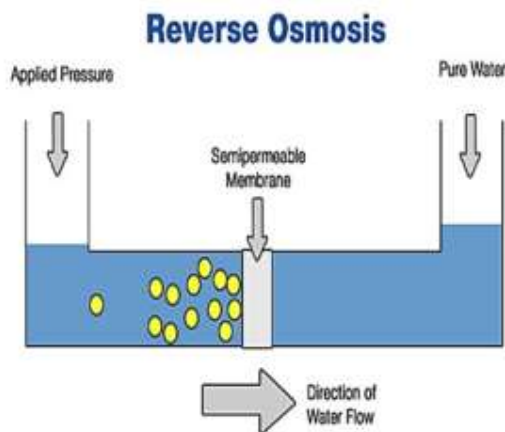 Reverse Osmosis
Applied Pressure
Pure Water
Semipermeable
Membrane
Direction of
Water Flow